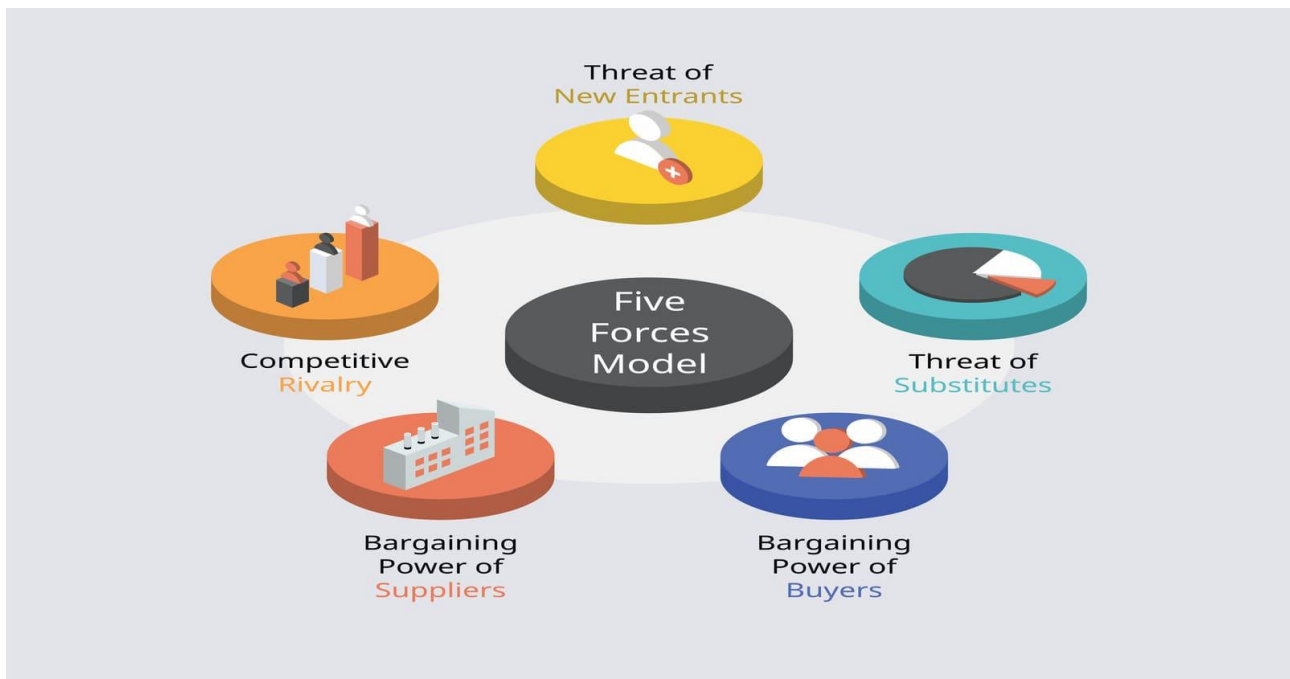 Threat of
New Entrants
Five
Forces
Model
Competitive
Rivalry
Threat of
Substitutes
Bargaining
Power of
Suppliers
Bargaining
Power of
Buyers